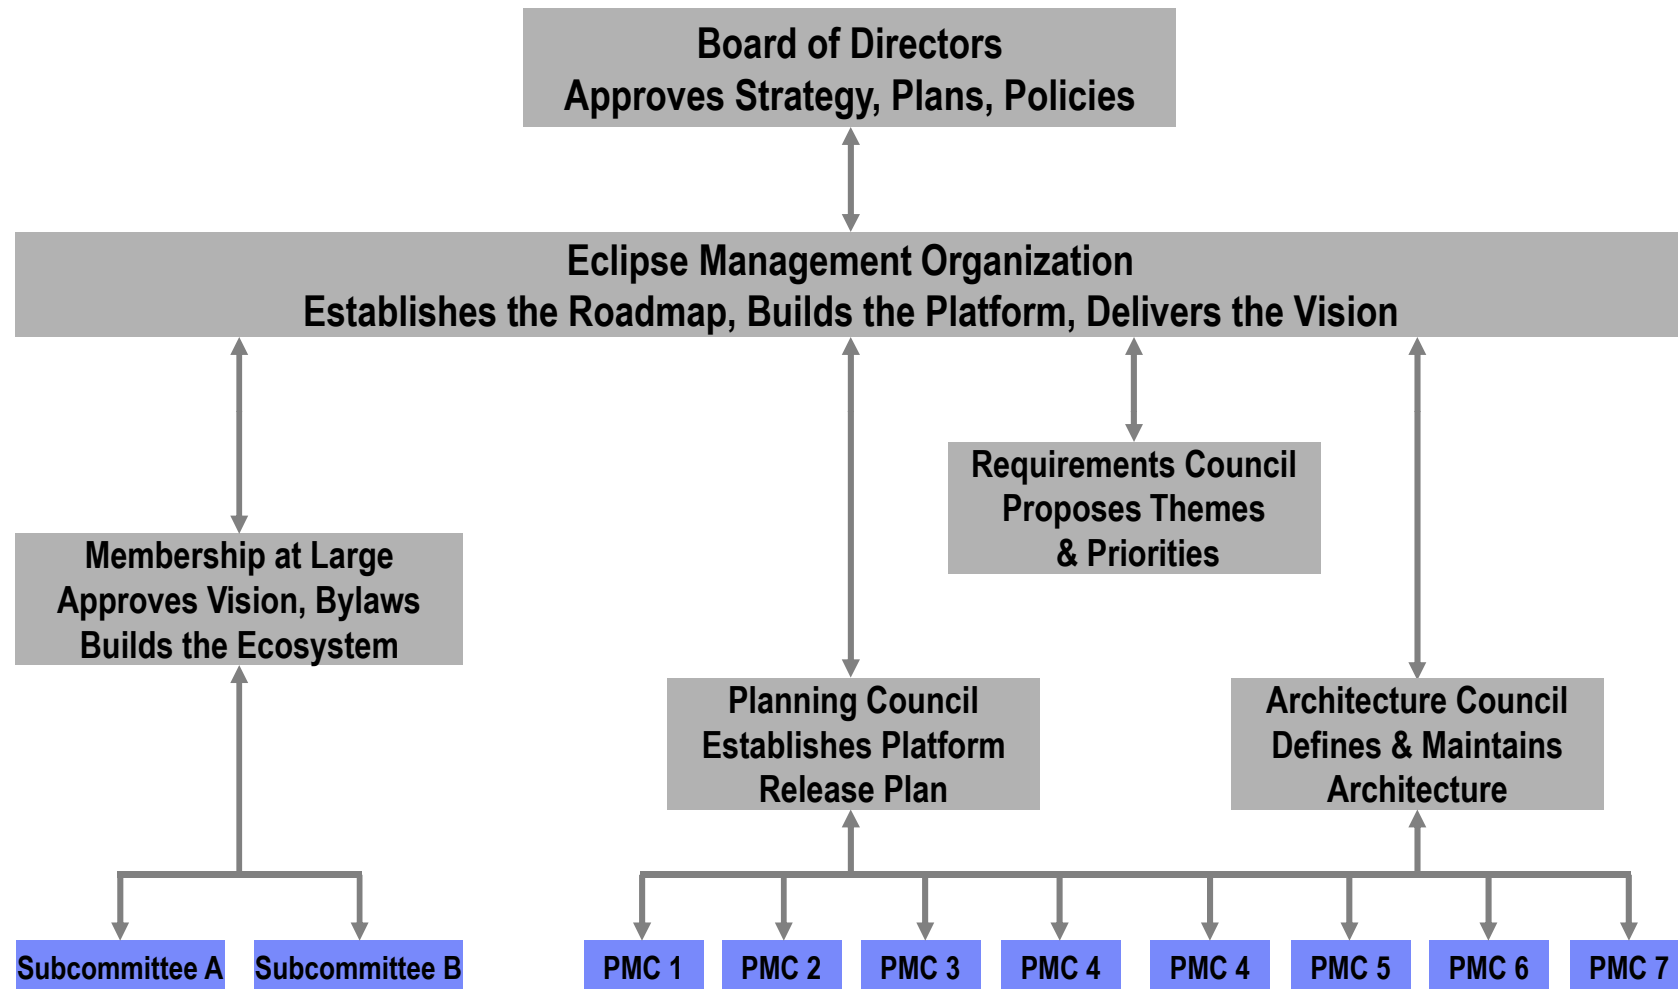 Board of Directors
Approves Strategy, Plans, Policies
Eclipse Management Organization
Establishes the Roadmap, Builds the Platform, Delivers the Vision
Requirements Council
Proposes Themes
& Priorities
Membership at Large
Approves Vision, Bylaws
Builds the Ecosystem
Planning Council
Establishes Platform
Release Plan
Architecture Council
Defines & Maintains
Architecture
Subcommittee A
Subcommittee B
PMC 1
PMC 2
PMC 3
PMC 4
PMC 4
PMC 5
PMC 6
PMC 7